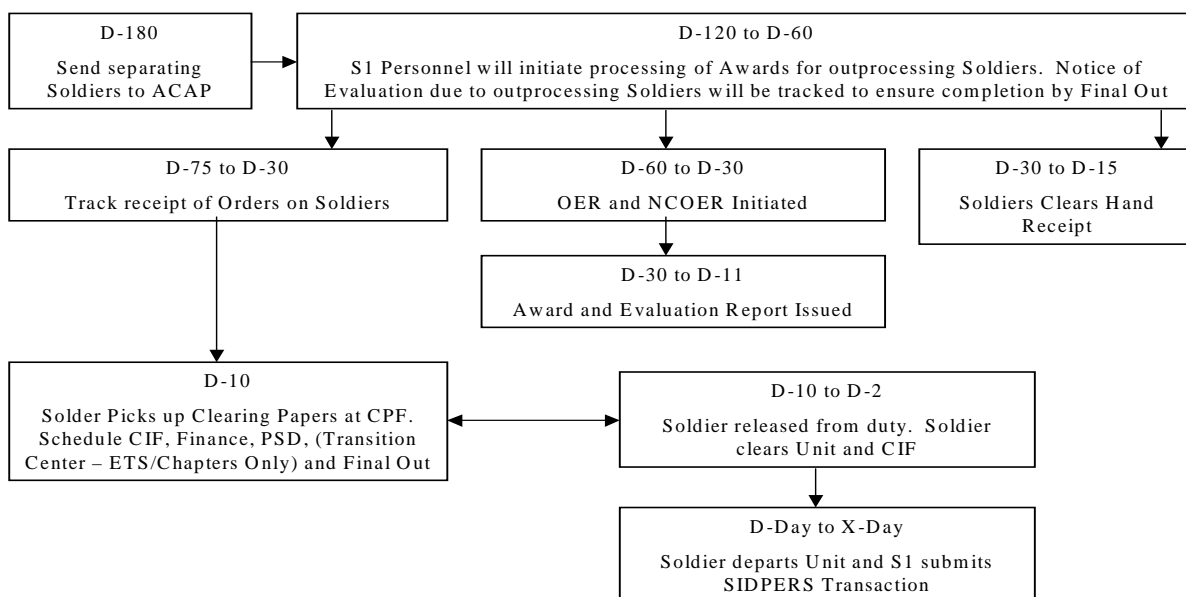 D-180
Send separating
Soldiers to ACAP
D-120 to D-60
S1 Personnel will initiate processing of Awards for outprocessing Soldiers. Notice of
Evaluation due to outprocessing Soldiers will be tracked to ensure completion by Final Out
D-75 to D-30
Track receipt of Orders on Soldiers
D-60 to D-30
OER and NCOER Initiated
D-30 to D-15
Soldiers Clears Hand
Receipt
D-30 to D-11
Award and Evaluation Report Issued
D-10
Solder Picks up Clearing Papers at CPF.
Schedule CIF, Finance, PSD, (Transition
Center – ETS/Chapters Only) and Final Out
D-10 to D-2
Soldier released from duty. Soldier
clears Unit and CIF
D-Day to X-Day
Soldier departs Unit and S1 submits
SIDPERS Transaction